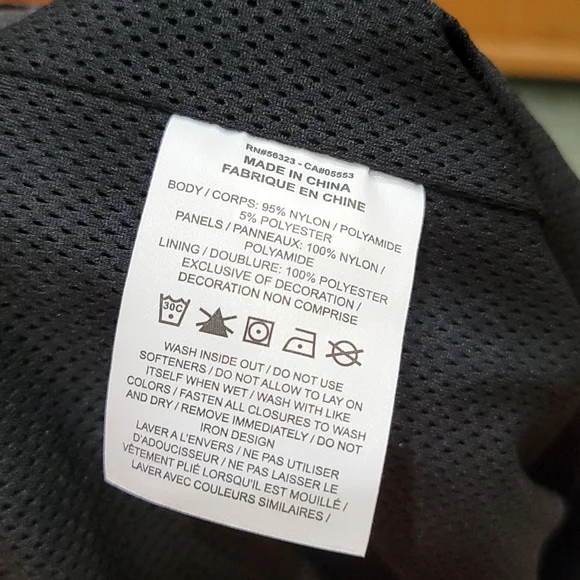 RN#56323 - CA#05553
MADE IN CHINA
FABRIQUE EN CHINE
BODY / CORPS: 95% NYLON / POLYAMIDE
5% POLYESTER
PANELS / PANNEAUX: 100% NYLON /
POLYAMIDE
LINING / DOUBLURE: 100% POLYESTER
EXCLUSIVE OF DECORATION /
DECORATION NON COMPRISE
30C
WASH INSIDE OUT / DO NOT USE
SOFTENERS / DO NOT ALLOW TO LAY ON
ITSELF WHEN WET / WASH WITH LIKE
COLORS / FASTEN ALL CLOSURES TO WASH
AND DRY / REMOVE IMMEDIATELY / DO NOT
IRON DESIGN
LAVER A L'ENVERS / NE PAS UTILISER
D'ADOUCISSEUR / NE PAS LAISSER LE
VÊTEMENT PLIÉ LORSQU'IL EST MOUILLÉ /
LAVER AVEC COULEURS SIMILAIRES /